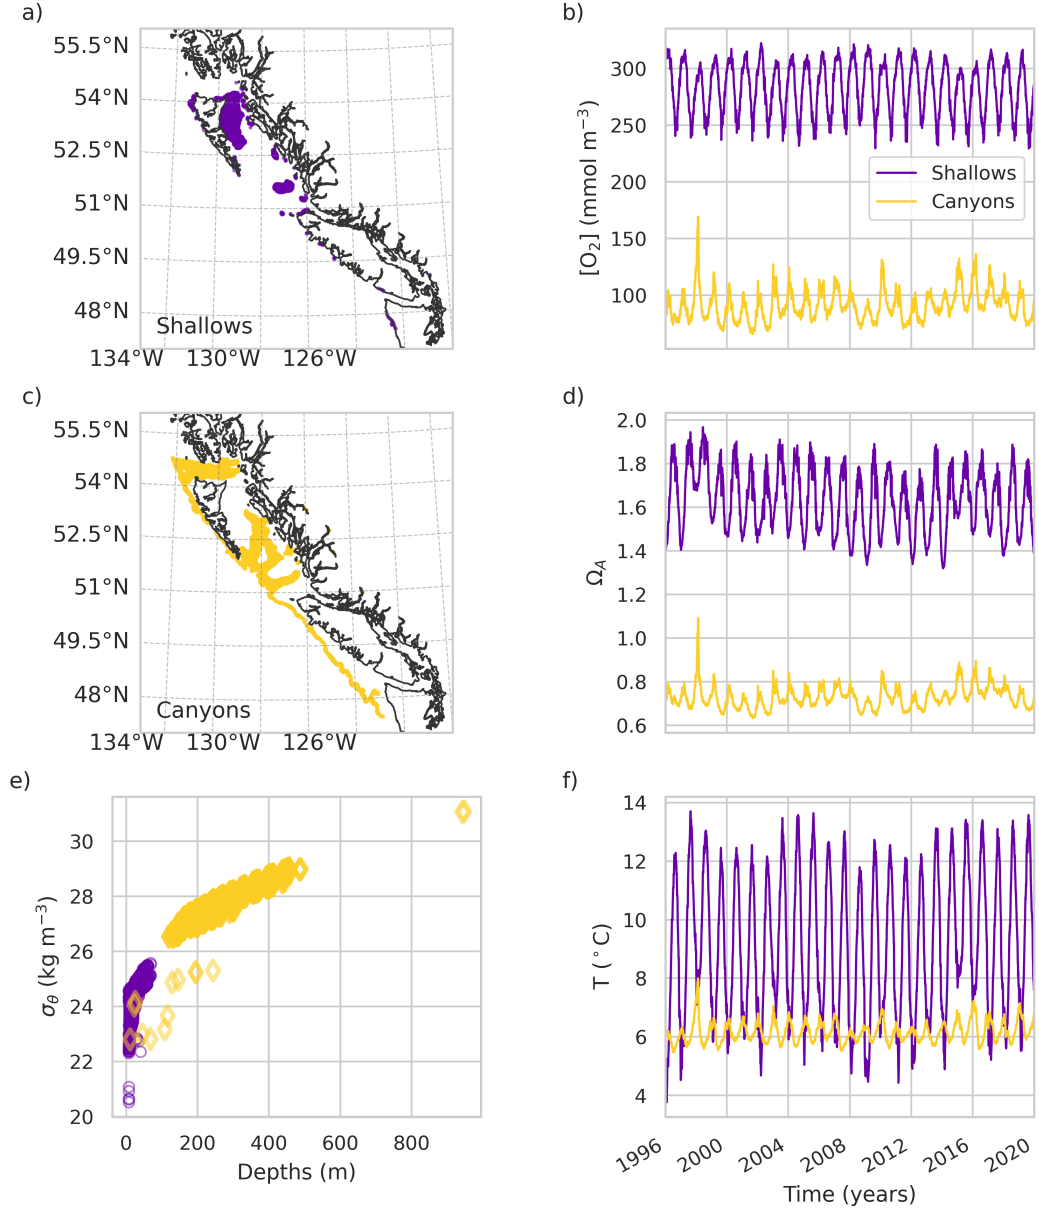 a)
55.5°N
54°N
52.5°N
51°N
49.5°N
48°N
Shallows
134°W 130°W 126°W
b)
300
250
200
150
100
[O₂] (mmol m⁻³)
Shallows
Canyons
c)
55.5°N
54°N
52.5°N
51°N
49.5°N
48°N
Canyons
134°W 130°W 126°W
d)
2.0
1.8
1.6
1.4
1.2
1.0
0.8
0.6
Ω_A
e)
30
28
26
24
22
20
σ_θ (kg m⁻³)
0 200 400 600 800
Depths (m)
f)
14
12
10
8
6
4
T (°C)
1996 2000 2004 2008 2012 2016 2020
Time (years)